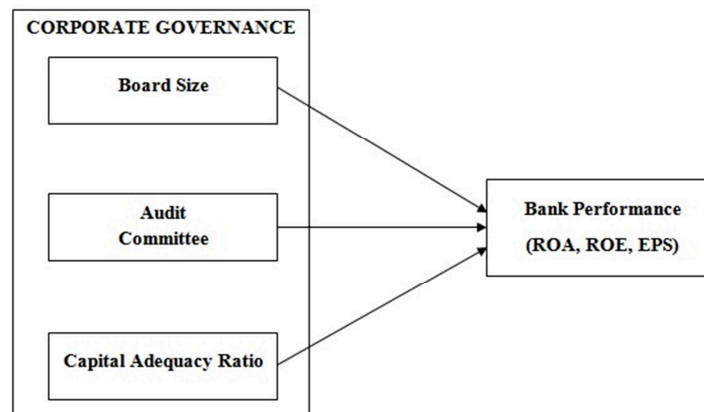 CORPORATE GOVERNANCE
Board Size
Audit
Committee
Capital Adequacy Ratio
Bank Performance
(ROA, ROE, EPS)